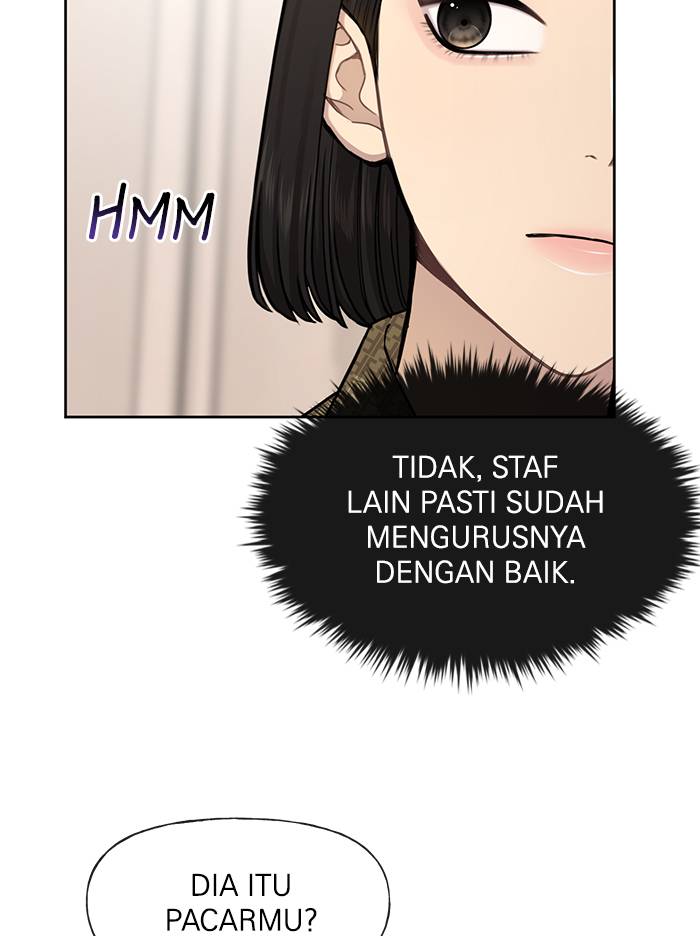 HMM
TIDAK, STAF
LAIN PASTI SUDAH
MENGURUSNYA
DENGAN BAIK.
DIA ITU
PACARMU?